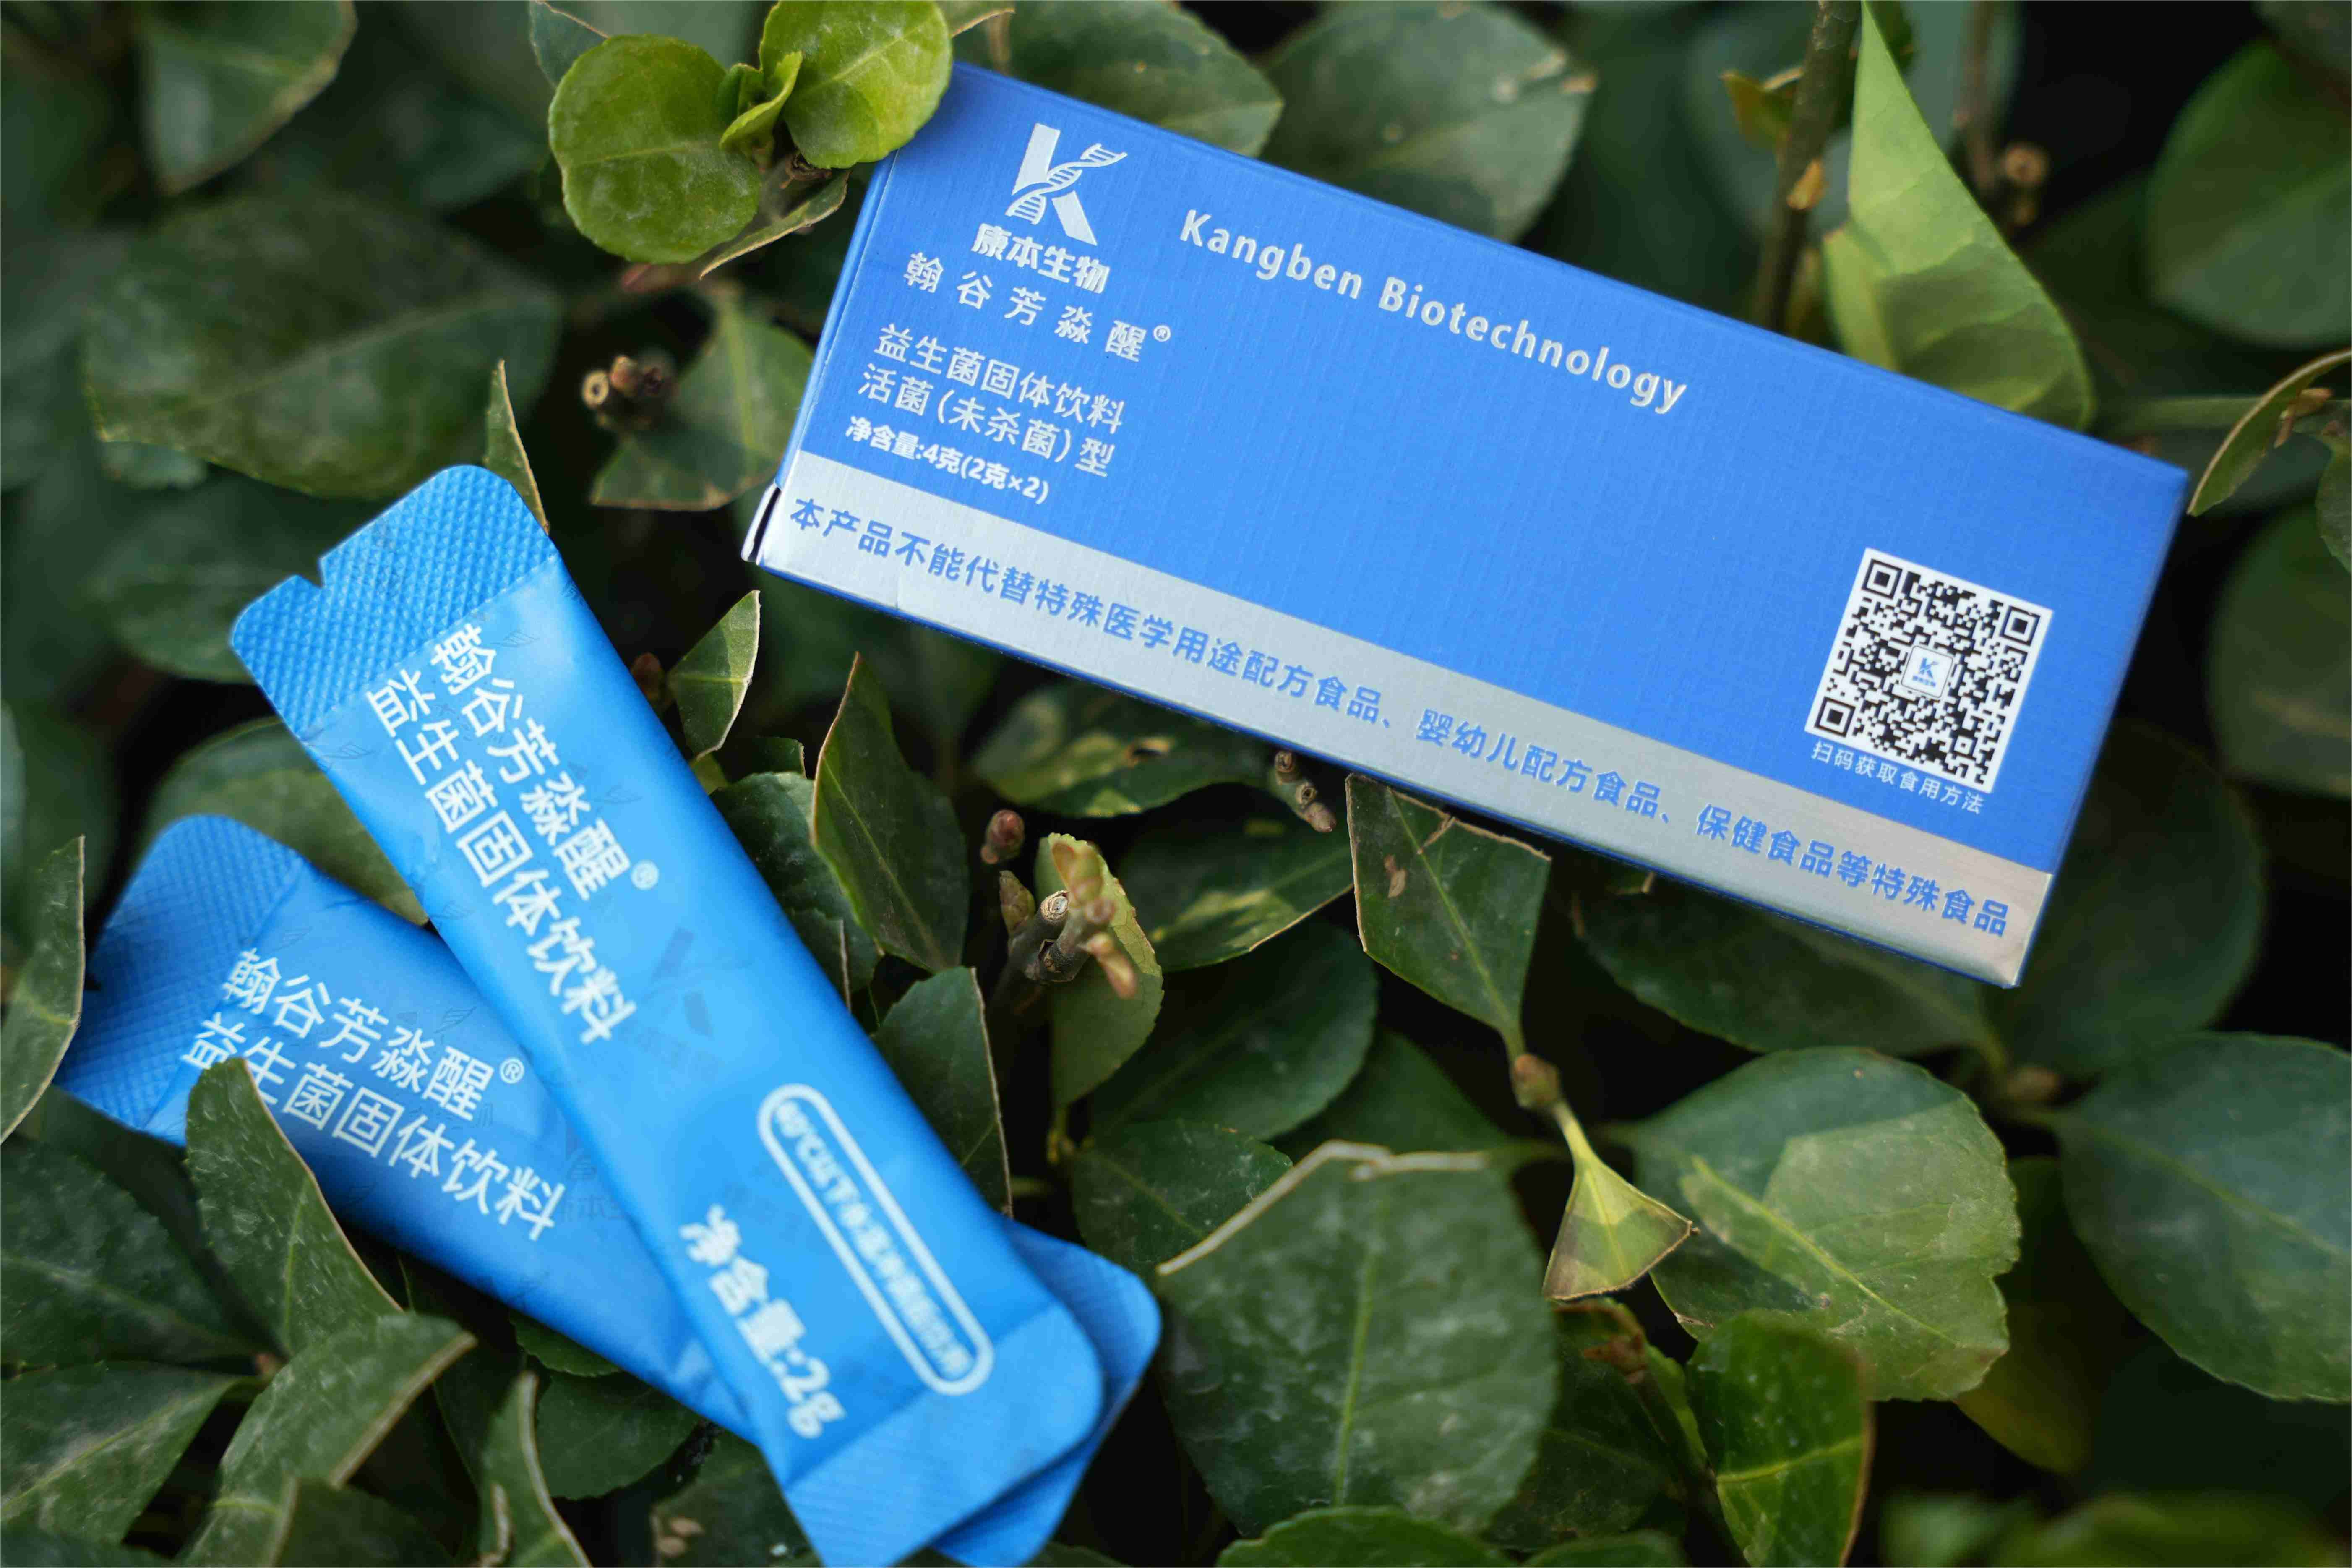 康本生物
Kangben Biotechnology
翰谷芳淼醒®
益生菌固体饮料
活菌(未杀菌)型
净含量:4克(2克×2)
本产品不能代替特殊医学用途配方食品、婴幼儿配方食品、保健食品等特殊食品
扫码获取食用方法
翰谷芳淼醒®
益生菌固体饮料
净含量:2g
翰谷芳淼醒®
益生菌固体饮料